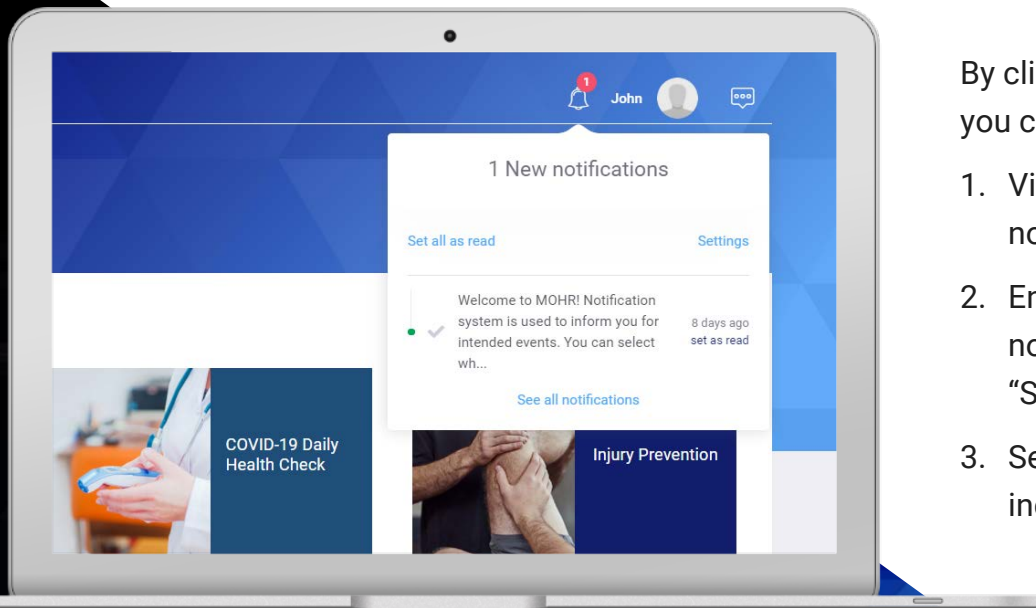 1
John
1 New notifications
Set all as read
Settings
Welcome to MOHR! Notification
system is used to inform you for
intended events. You can select
wh...
8 days ago
set as read
See all notifications
COVID-19 Daily
Health Check
Injury Prevention
By cli
you c
1. Vi
no
2. En
no
“S
3. Se